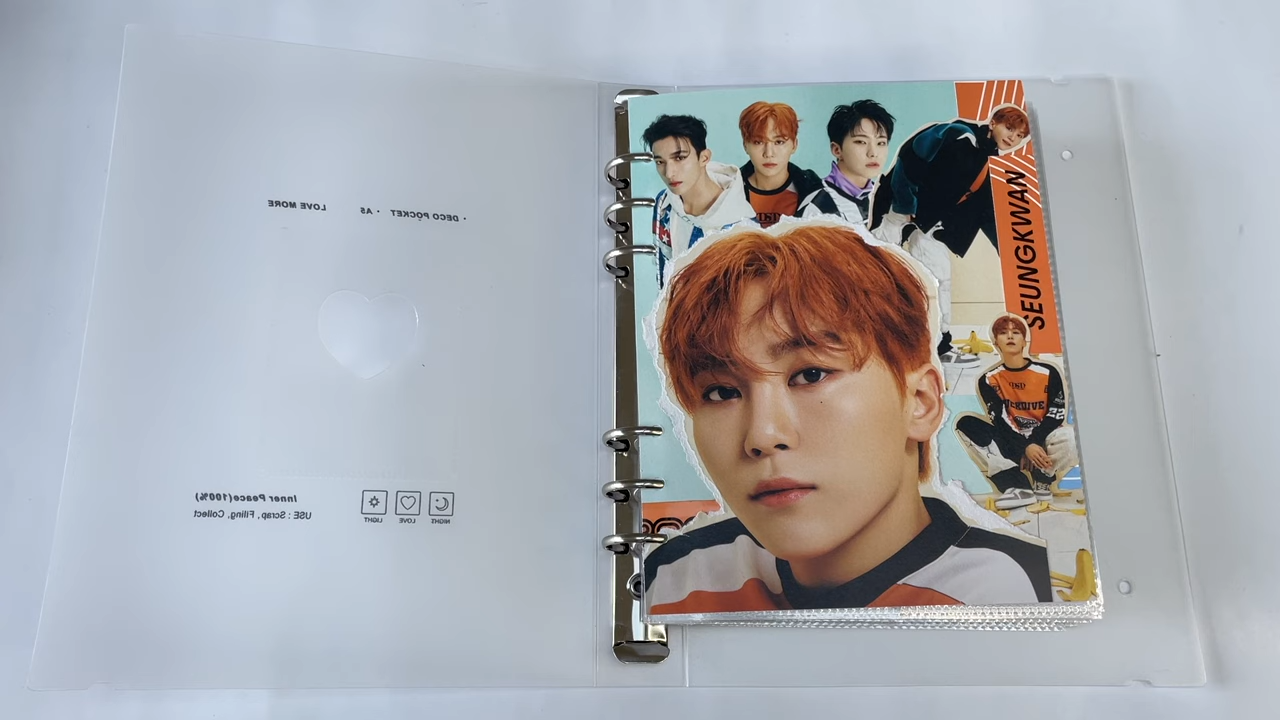 • DECO POCKET • A5 LOVE MORE
Inner Peace(100%)
USE : Scrap, Filing, Collect
NIGHT LOVE LIGHT
SEUNGKWAN